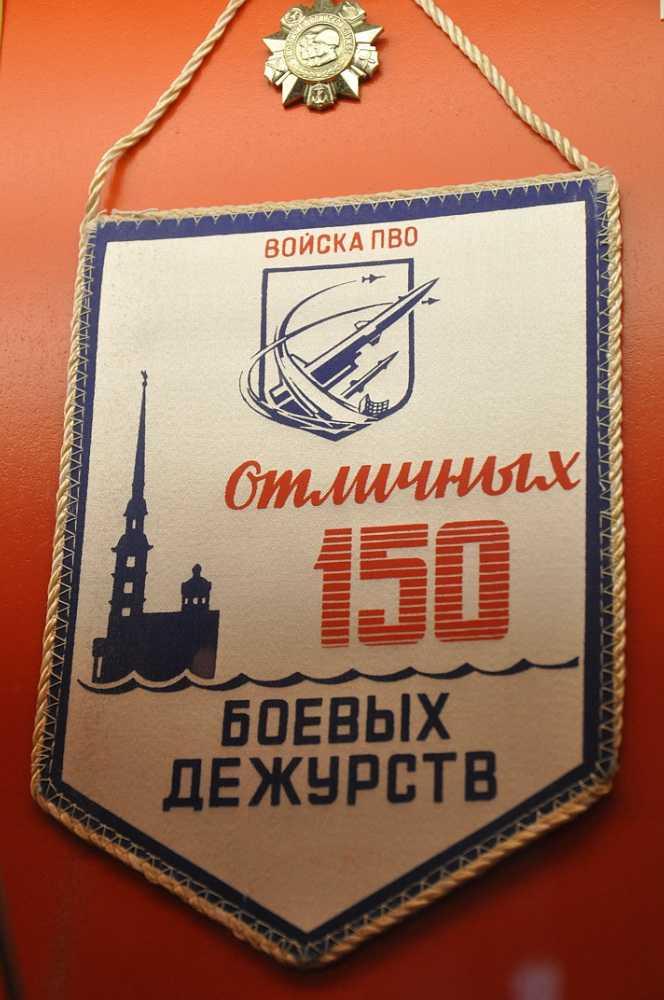 ВОЙСКА ПВО
Отличных
150
БОЕВЫХ
ДЕЖУРСТВ